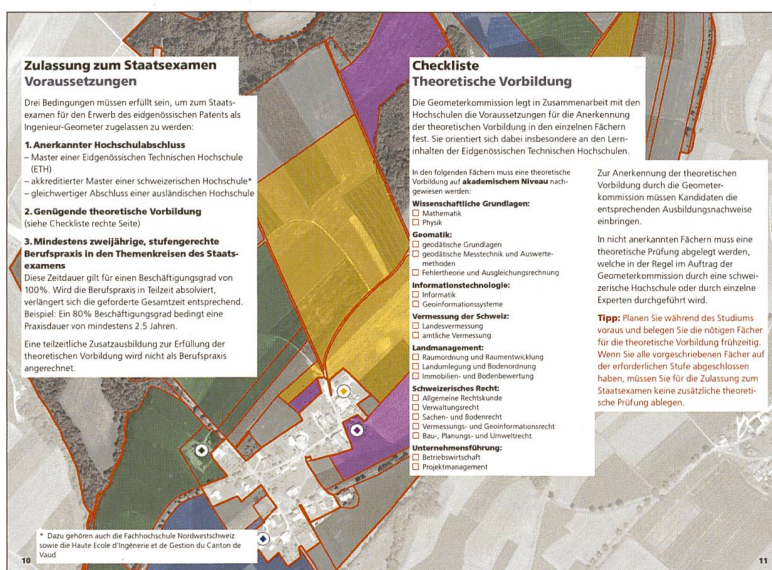 Zulassung zum Staatsexamen
Voraussetzungen
Drei Bedingungen müssen erfüllt sein, um zum Staats-
examen für den Erwerb des eidgenössischen Patents als
Ingenieur-Geometer zugelassen zu werden:
1. Anerkannter Hochschulabschluss
– Master einer Eidgenössischen Technischen Hochschule
(ETH)
– akkreditierter Master einer schweizerischen Hochschule*
– gleichwertiger Abschluss einer ausländischen Hochschule
2. Genügende theoretische Vorbildung
(siehe Checkliste rechte Seite)
3. Mindestens zweijährige, stufengerechte
Berufspraxis in den Themenkreisen des Staats-
examens
Diese Zeitdauer gilt für einen Beschäftigungsgrad von
100%. Wird die Berufspraxis in Teilzeit absolviert,
verlängert sich die geforderte Gesamtzeit entsprechend.
Beispiel: Ein 80% Beschäftigungsgrad bedingt eine
Praxisdauer von mindestens 2.5 Jahren.
Eine teilzeitliche Zusatzausbildung zur Erfüllung der
theoretischen Vorbildung wird nicht als Berufspraxis
angerechnet.
* Dazu gehören auch die Fachhochschule Nordwestschweiz
sowie die Haute Ecole d'Ingénerie et de Gestion du Canton de
Vaud
10
Checkliste
Theoretische Vorbildung
Die Geometerkommission legt in Zusammenarbeit mit den
Hochschulen die Voraussetzungen für die Anerkennung
der theoretischen Vorbildung in den einzelnen Fächern
fest. Sie orientiert sich dabei insbesondere an den Lern-
inhalten der Eidgenössischen Technischen Hochschulen.
In den folgenden Fächern muss eine theoretische
Vorbildung auf akademischem Niveau nach-
gewiesen werden:
Wissenschaftliche Grundlagen:
☐ Mathematik
☐ Physik
Geomatik:
☐ geodätische Grundlagen
☐ geodätische Messtechnik und Auswerte-
methoden
☐ Fehlertheorie und Ausgleichungsrechnung
Informationstechnologie:
☐ Informatik
☐ Geoinformationssysteme
Vermessung der Schweiz:
☐ Landesvermessung
☐ amtliche Vermessung
Landmanagement:
☐ Raumordnung und Raumentwicklung
☐ Landumlegung und Bodenordnung
☐ Immobilien- und Bodenbewertung
Schweizerisches Recht:
☐ Allgemeine Rechtskunde
☐ Verwaltungsrecht
☐ Sachen- und Bodenrecht
☐ Vermessungs- und Geoinformationsrecht
☐ Bau-, Planungs- und Umweltrecht
Unternehmensführung:
☐ Betriebswirtschaft
☐ Projektmanagement
Zur Anerkennung der theoretischen
Vorbildung durch die Geometer-
kommission müssen Kandidaten die
entsprechenden Ausbildungsnachweise
einbringen.
In nicht anerkannten Fächern muss eine
theoretische Prüfung abgelegt werden,
welche in der Regel im Auftrag der
Geometerkommission durch eine schwei-
zerische Hochschule oder durch einzelne
Experten durchgeführt wird.
Tipp: Planen Sie während des Studiums
voraus und belegen Sie die nötigen Fächer
für die theoretische Vorbildung frühzeitig.
Wenn Sie alle vorgeschriebenen Fächer auf
der erforderlichen Stufe abgeschlossen
haben, müssen Sie für die Zulassung zum
Staatsexamen keine zusätzliche theoreti-
sche Prüfung ablegen.
11